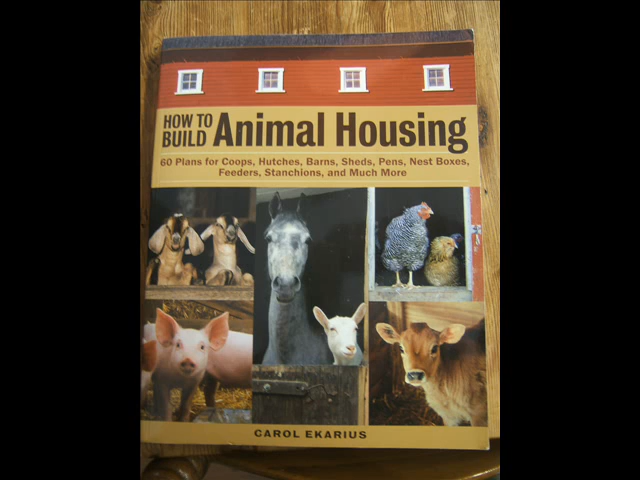 HOW TO
BUILD Animal Housing
60 Plans for Coops, Hutches, Barns, Sheds, Pens, Nest Boxes,
Feeders, Stanchions, and Much More
CAROL EKARIUS